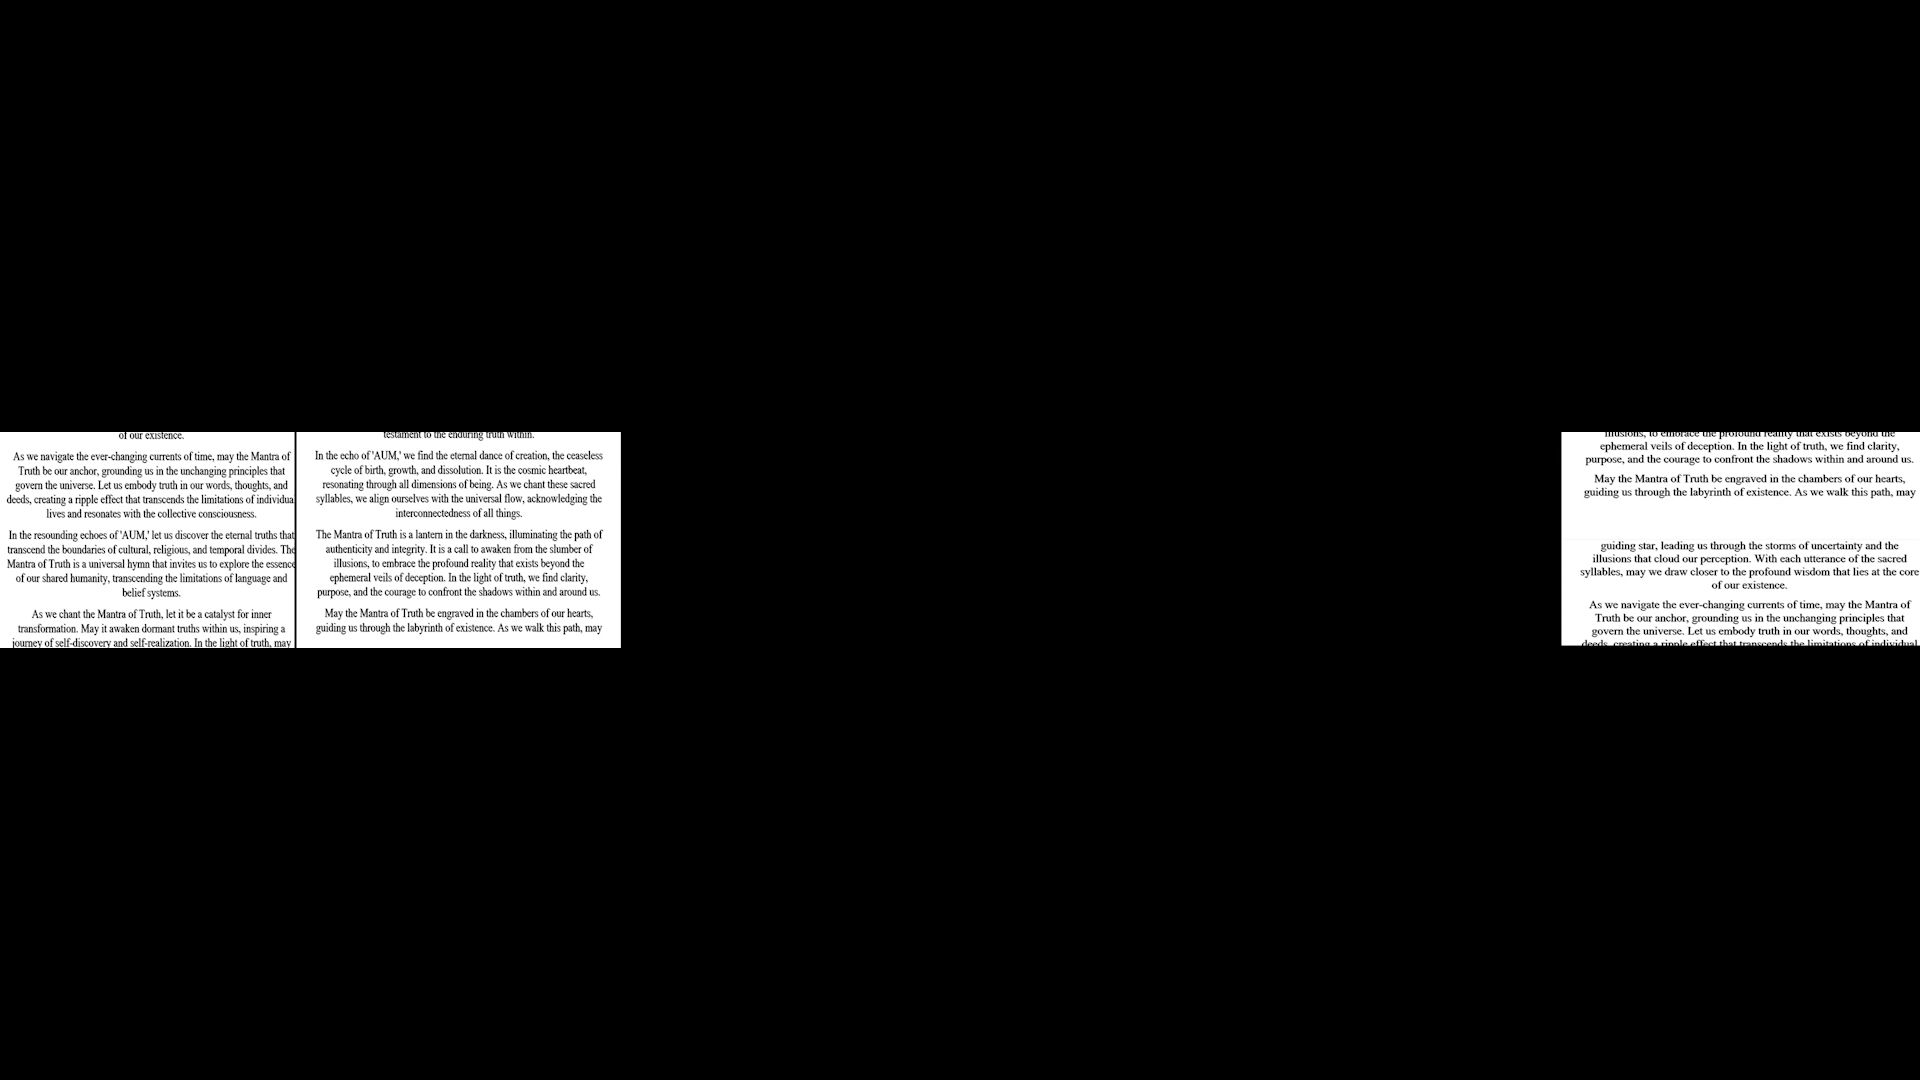 of our existence.
As we navigate the ever-changing currents of time, may the Mantra of
Truth be our anchor, grounding us in the unchanging principles that
govern the universe. Let us embody truth in our words, thoughts, and
deeds, creating a ripple effect that transcends the limitations of individua
lives and resonates with the collective consciousness.
In the resounding echoes of 'AUM,' let us discover the eternal truths that
transcend the boundaries of cultural, religious, and temporal divides. The
Mantra of Truth is a universal hymn that invites us to explore the essence
of our shared humanity, transcending the limitations of language and
belief systems.
As we chant the Mantra of Truth, let it be a catalyst for inner
transformation. May it awaken dormant truths within us, inspiring a
journey of self-discovery and self-realization. In the light of truth, may
testament to the enduring truth within.
In the echo of 'AUM,' we find the eternal dance of creation, the ceaseless
cycle of birth, growth, and dissolution. It is the cosmic heartbeat,
resonating through all dimensions of being. As we chant these sacred
syllables, we align ourselves with the universal flow, acknowledging the
interconnectedness of all things.
The Mantra of Truth is a lantern in the darkness, illuminating the path of
authenticity and integrity. It is a call to awaken from the slumber of
illusions, to embrace the profound reality that exists beyond the
ephemeral veils of deception. In the light of truth, we find clarity,
purpose, and the courage to confront the shadows within and around us.
May the Mantra of Truth be engraved in the chambers of our hearts,
guiding us through the labyrinth of existence. As we walk this path, may
illusions, to embrace the profound reality that exists beyond the
ephemeral veils of deception. In the light of truth, we find clarity,
purpose, and the courage to confront the shadows within and around us.
May the Mantra of Truth be engraved in the chambers of our hearts,
guiding us through the labyrinth of existence. As we walk this path, may
guiding star, leading us through the storms of uncertainty and the
illusions that cloud our perception. With each utterance of the sacred
syllables, may we draw closer to the profound wisdom that lies at the core
of our existence.
As we navigate the ever-changing currents of time, may the Mantra of
Truth be our anchor, grounding us in the unchanging principles that
govern the universe. Let us embody truth in our words, thoughts, and
deeds, creating a ripple effect that transcends the limitations of individual